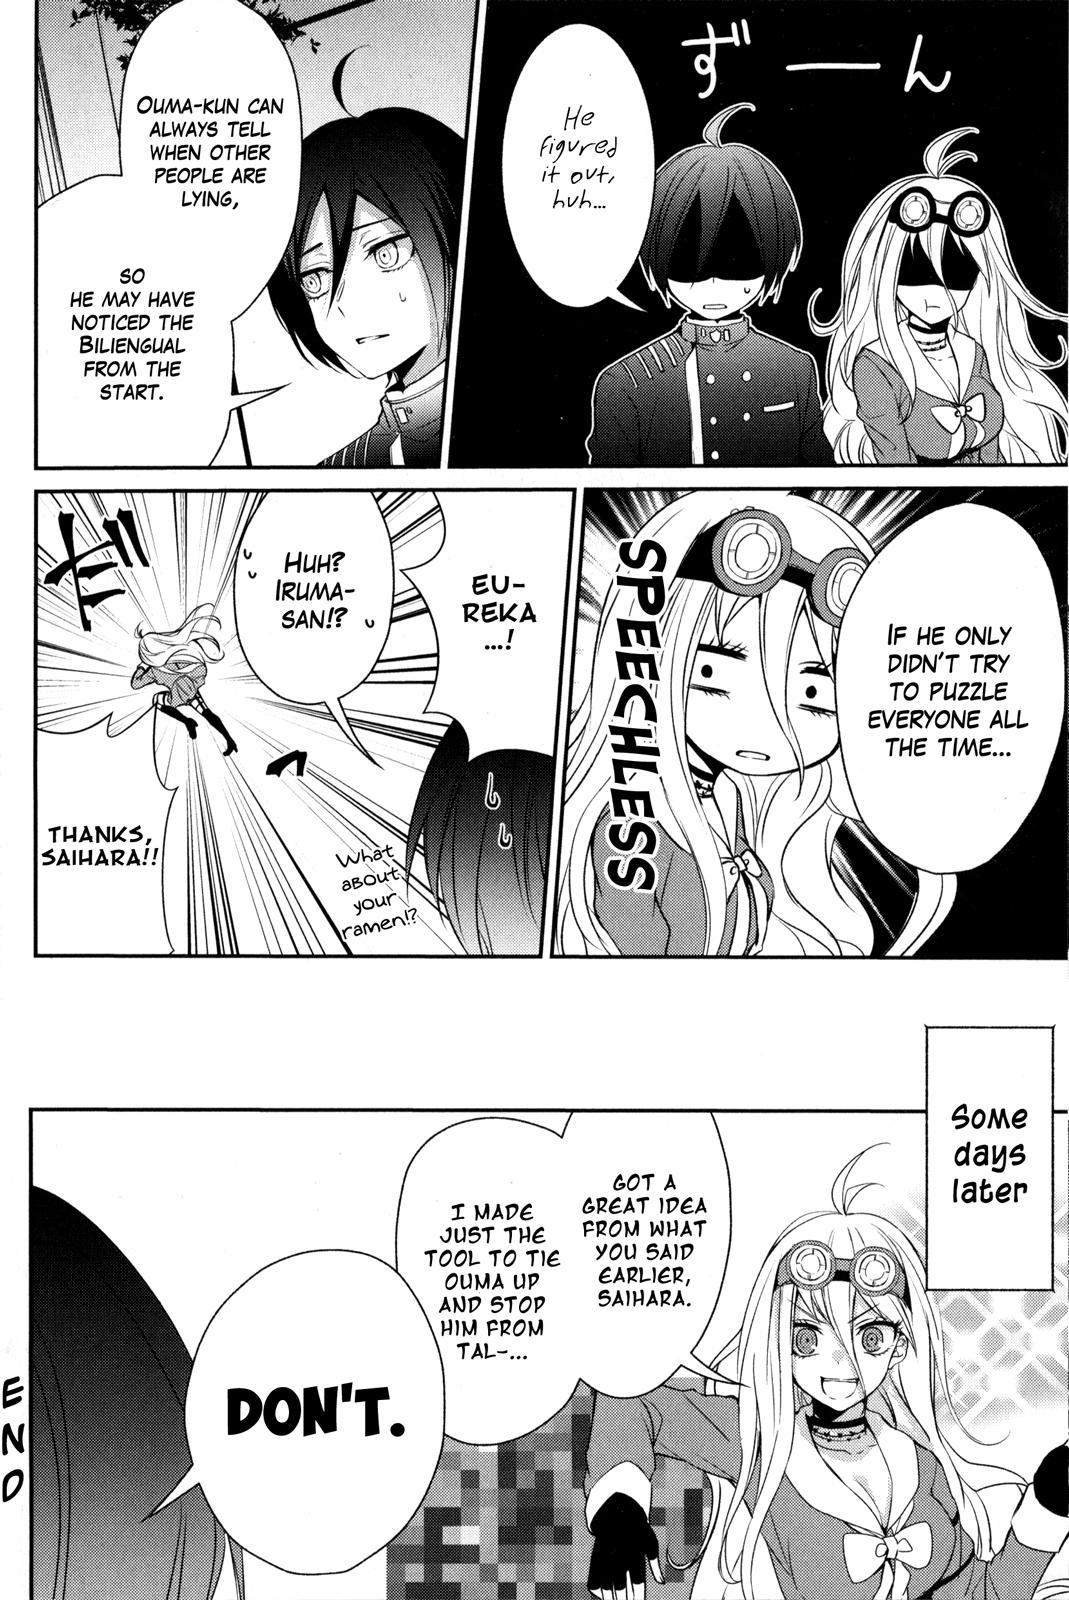 ずーん
He
figured
it out,
huh...
OUMA-KUN CAN
ALWAYS TELL
WHEN OTHER
PEOPLE ARE
LYING,
SO
HE MAY HAVE
NOTICED THE
BILIENGUAL
FROM THE
START.
IF HE ONLY
DIDN'T TRY
TO PUZZLE
EVERYONE ALL
THE TIME...
SPEECHLESS
EU-
REKA
...!
HUH?
IRUMA-
SAN!?
ダッ
THANKS,
SAIHARA!!
What
about
your
ramen!?
Some
days
later
GOT A
GREAT IDEA
FROM WHAT
YOU SAID
EARLIER,
SAIHARA.
I MADE
JUST THE
TOOL TO TIE
OUMA UP
AND STOP
HIM FROM
TAL-...
DON'T.
END